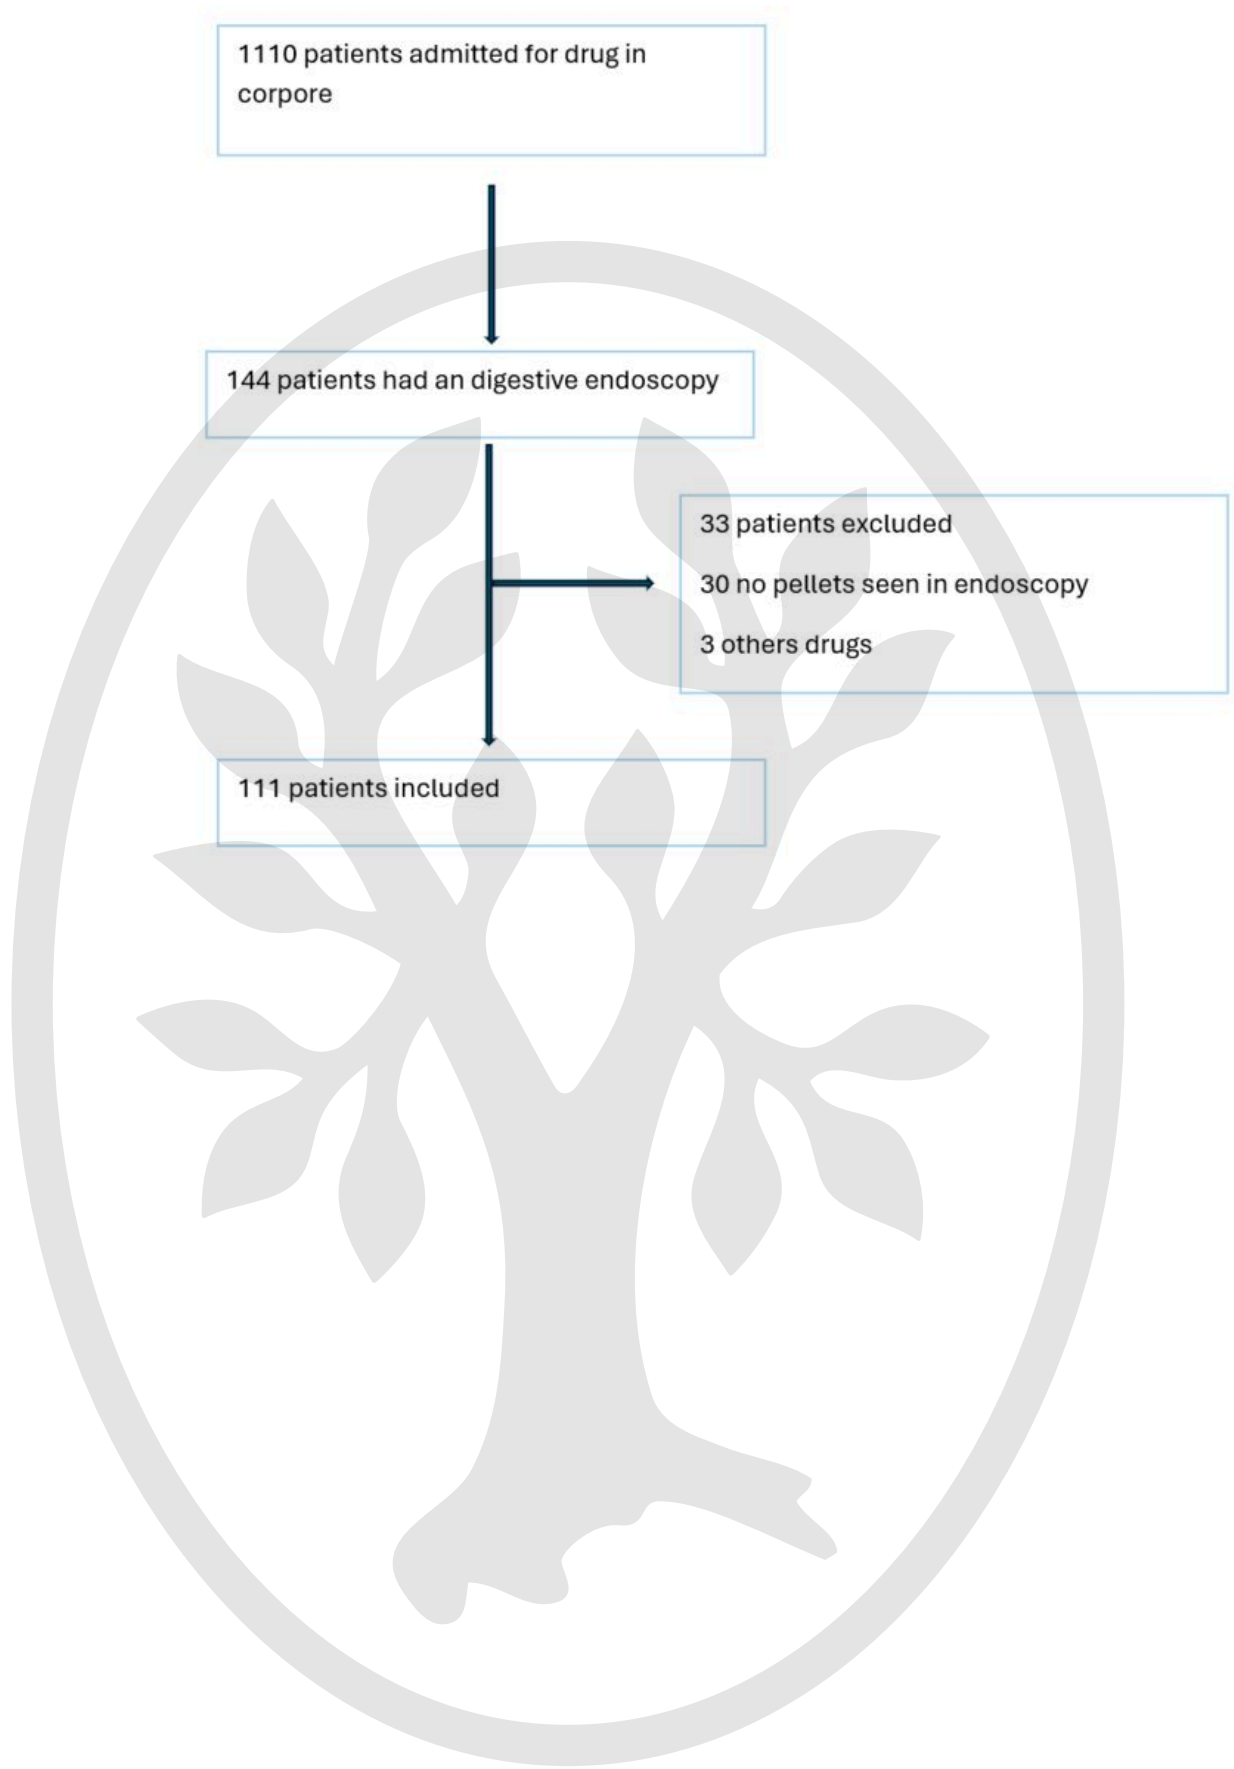 1110 patients admitted for drug in
corpore
144 patients had an digestive endoscopy
33 patients excluded
30 no pellets seen in endoscopy
3 others drugs
111 patients included